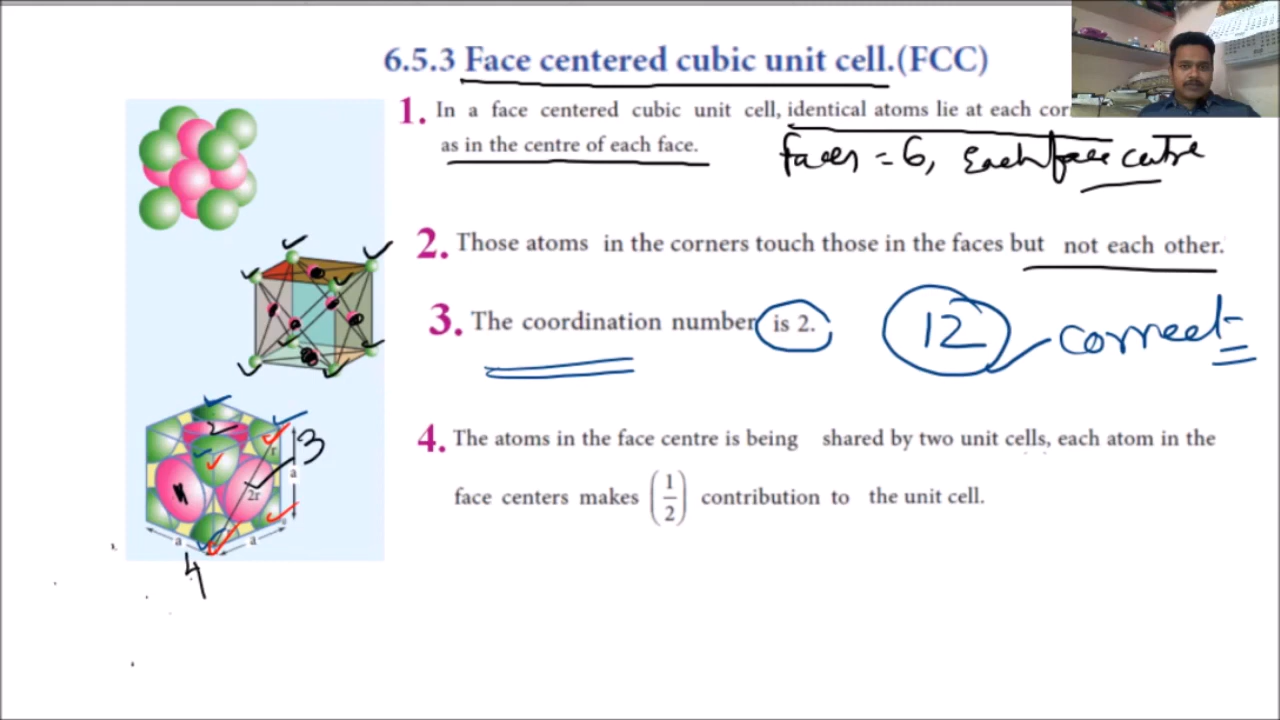 6.5.3 Face centered cubic unit cell.(FCC)
1. In a face centered cubic unit cell, identical atoms lie at each
as in the centre of each face.
faces = 6, Each face centre
2. Those atoms in the corners touch those in the faces but not each other.
3. The coordination number is 2. 12 correct
3
r
a
2r
4. The atoms in the face centre is being shared by two unit cells, each atom in the
face centers makes (1/2) contribution to the unit cell.
a
a
4